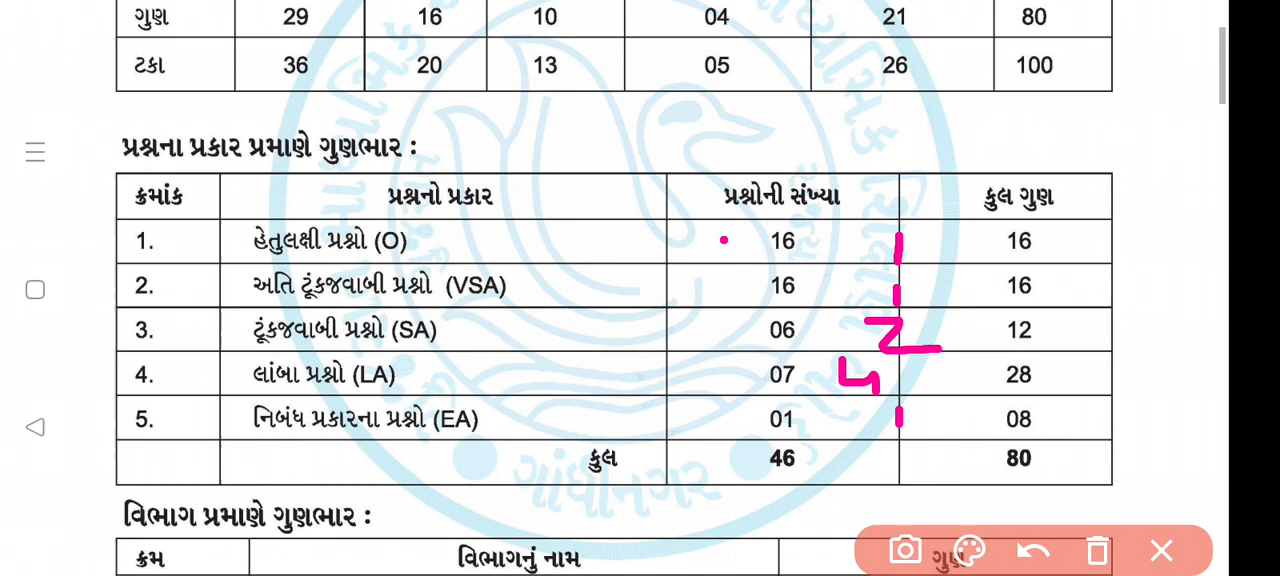 ગુણ 29 16 10 04 21 80
ટકા 36 20 13 05 26 100
પ્રશ્નના પ્રકાર પ્રમાણે ગુણભાર :
ક્રમાંક પ્રશ્નનો પ્રકાર પ્રશ્નોની સંખ્યા કુલ ગુણ
1. હેતુલક્ષી પ્રશ્નો (O) 16 16
2. અતિ ટૂંકજવાબી પ્રશ્નો (VSA) 16 16
3. ટૂંકજવાબી પ્રશ્નો (SA) 06 12
4. લાંબા પ્રશ્નો (LA) 07 28
5. નિબંધ પ્રકારના પ્રશ્નો (EA) 01 08
કુલ 46 80
ગાંધીનગર
વિભાગ પ્રમાણે ગુણભાર :
ક્રમ વિભાગનું નામ ગુણ